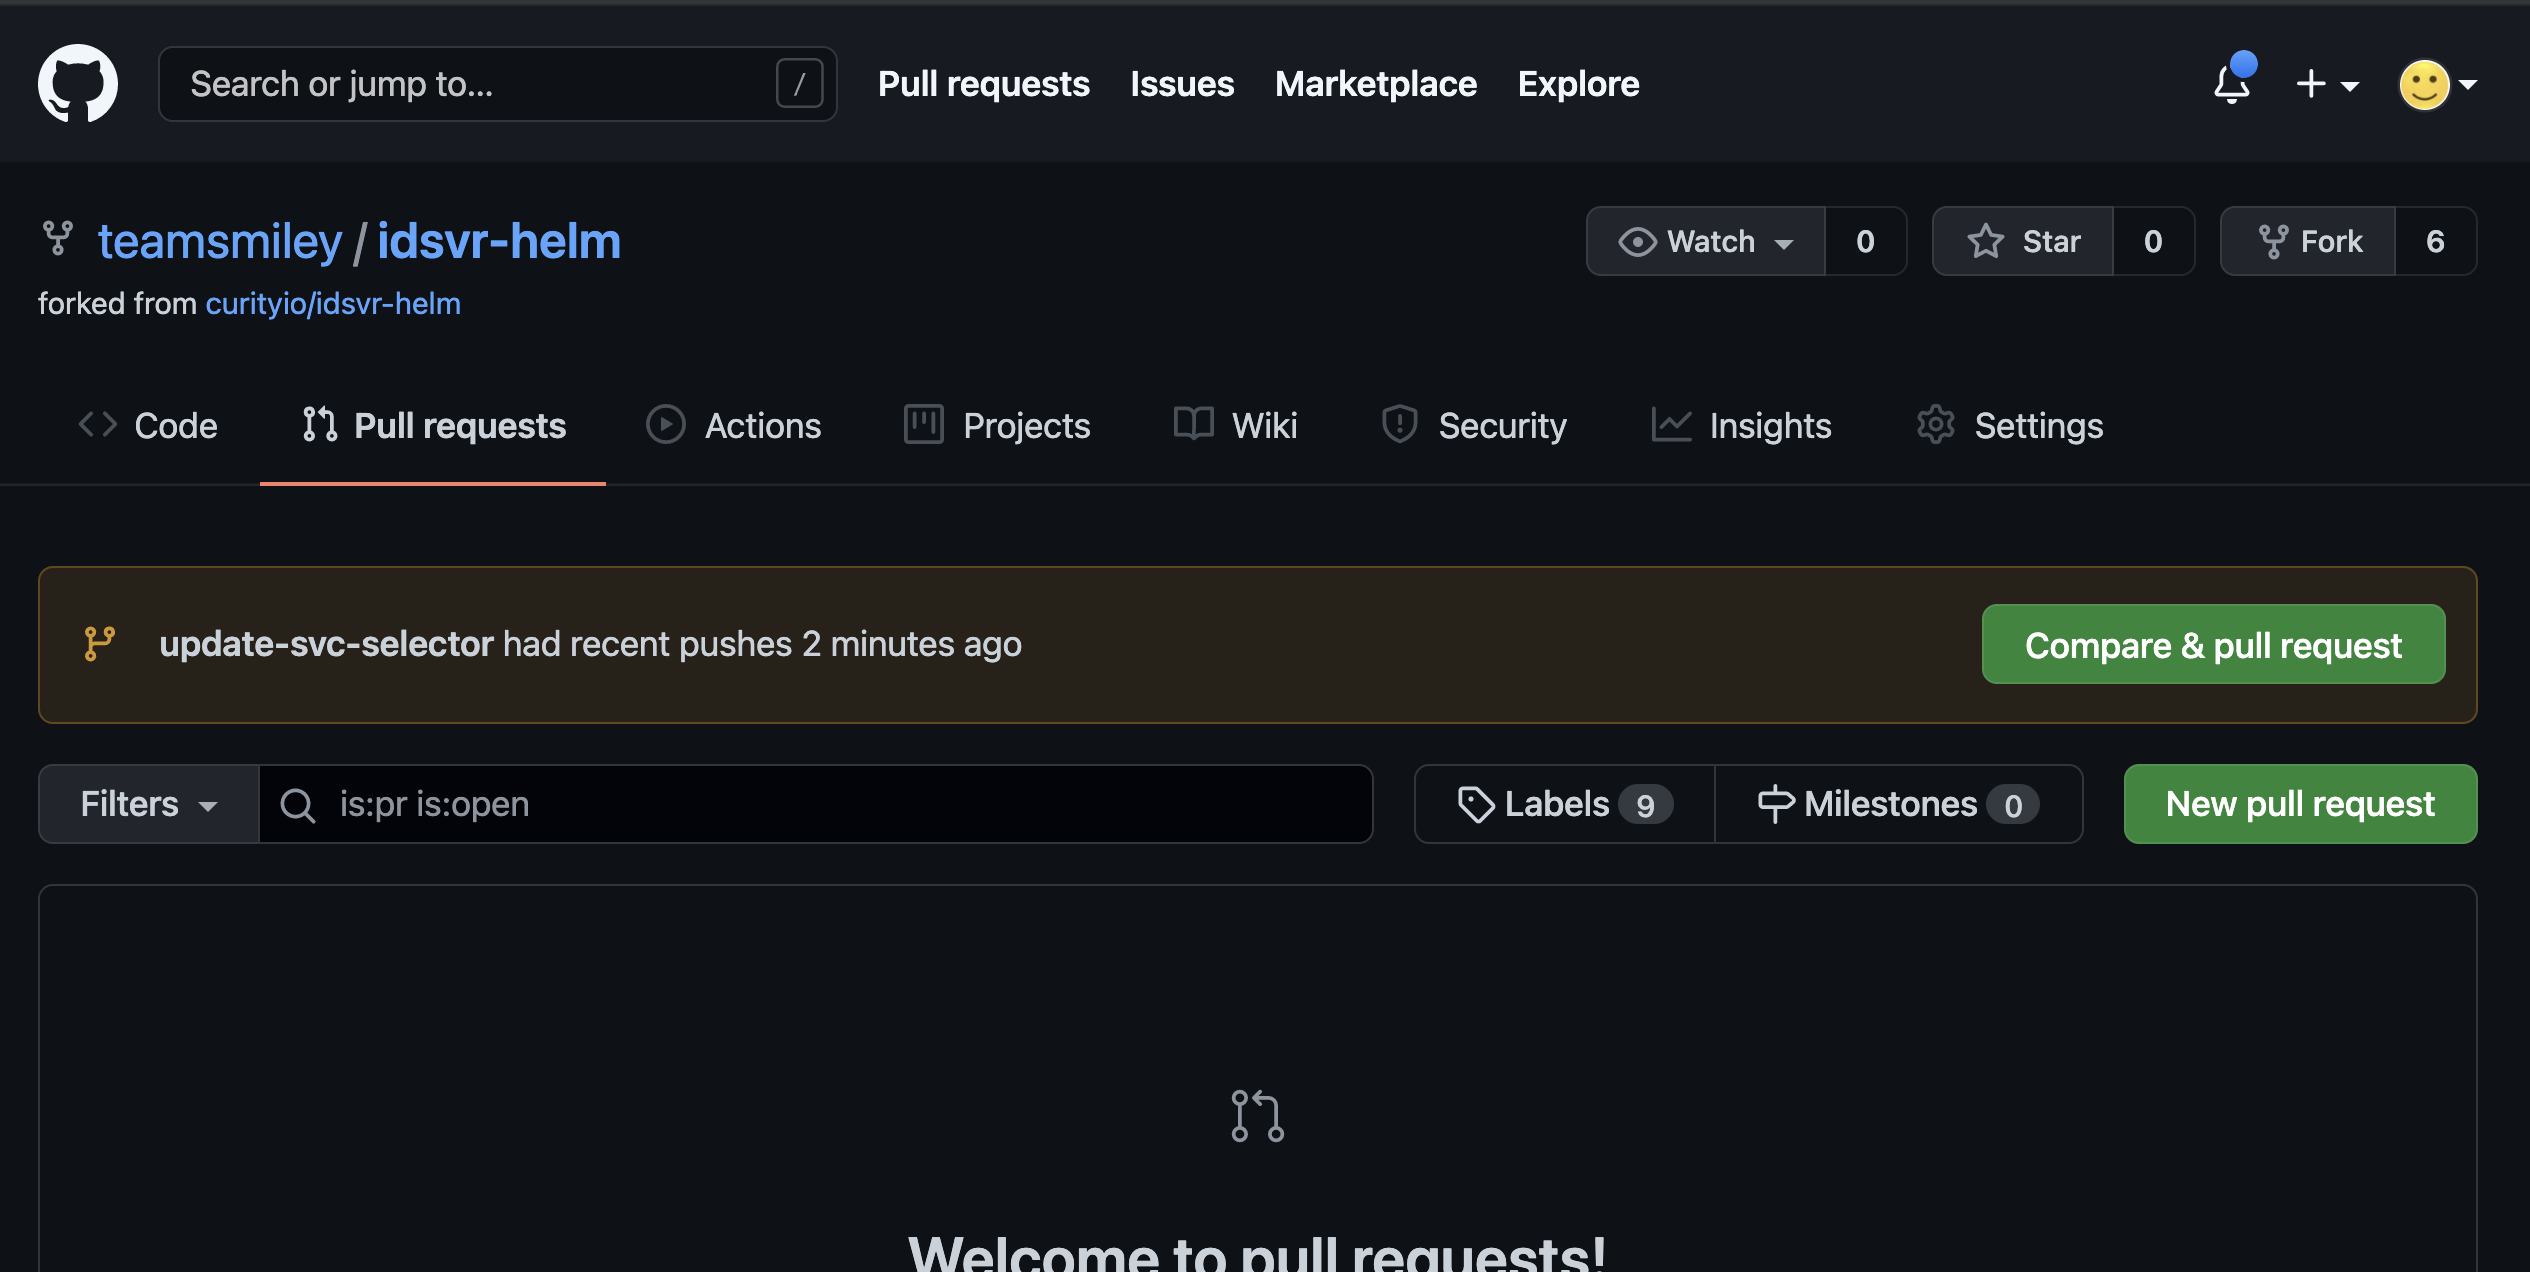 Search or jump to... / Pull requests Issues Marketplace Explore
teamsmiley / idsvr-helm Watch 0 Star 0 Fork 6
forked from curityio/idsvr-helm
Code Pull requests Actions Projects Wiki Security Insights Settings
update-svc-selector had recent pushes 2 minutes ago Compare & pull request
Filters is:pr is:open Labels 9 Milestones 0 New pull request
Welcome to pull requests!